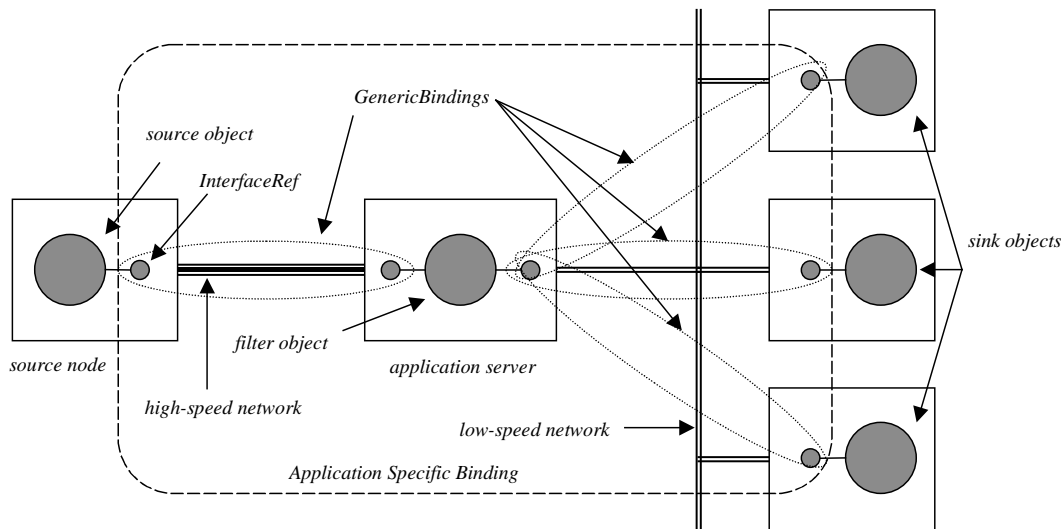 GenericBindings
source object
InterfaceRef
sink objects
filter object
source node
application server
high-speed network
low-speed network
Application Specific Binding